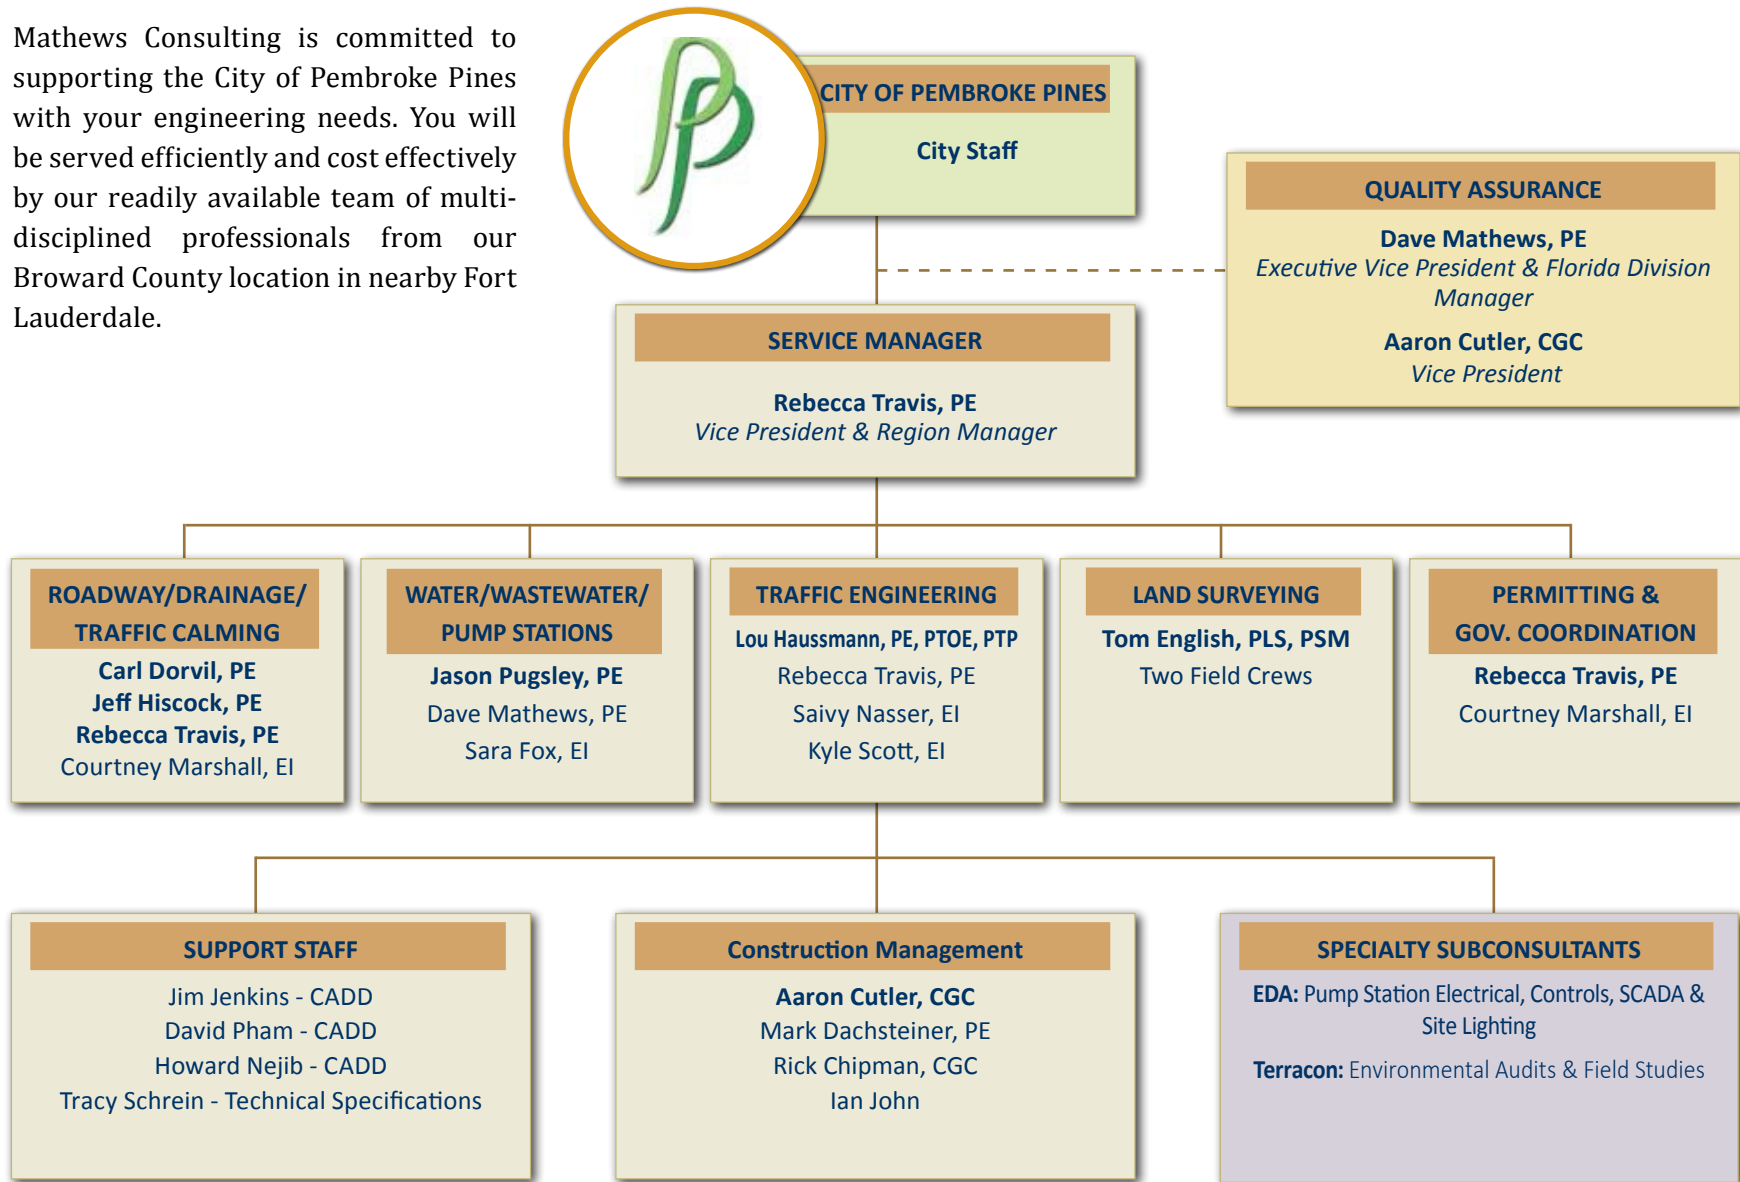 Mathews Consulting is committed to
supporting the City of Pembroke Pines
with your engineering needs. You will
be served efficiently and cost effectively
by our readily available team of multi-
disciplined professionals from our
Broward County location in nearby Fort
Lauderdale.
PP
CITY OF PEMBROKE PINES
City Staff
QUALITY ASSURANCE
Dave Mathews, PE
Executive Vice President & Florida Division
Manager
Aaron Cutler, CGC
Vice President
SERVICE MANAGER
Rebecca Travis, PE
Vice President & Region Manager
ROADWAY/DRAINAGE/
TRAFFIC CALMING
Carl Dorvil, PE
Jeff Hiscock, PE
Rebecca Travis, PE
Courtney Marshall, EI
WATER/WASTEWATER/
PUMP STATIONS
Jason Pugsley, PE
Dave Mathews, PE
Sara Fox, EI
TRAFFIC ENGINEERING
Lou Haussmann, PE, PTOE, PTP
Rebecca Travis, PE
Saivy Nasser, EI
Kyle Scott, EI
LAND SURVEYING
Tom English, PLS, PSM
Two Field Crews
PERMITTING &
GOV. COORDINATION
Rebecca Travis, PE
Courtney Marshall, EI
SUPPORT STAFF
Jim Jenkins - CADD
David Pham - CADD
Howard Nejib - CADD
Tracy Schrein - Technical Specifications
Construction Management
Aaron Cutler, CGC
Mark Dachsteiner, PE
Rick Chipman, CGC
Ian John
SPECIALTY SUBCONSULTANTS
EDA: Pump Station Electrical, Controls, SCADA &
Site Lighting
Terracon: Environmental Audits & Field Studies